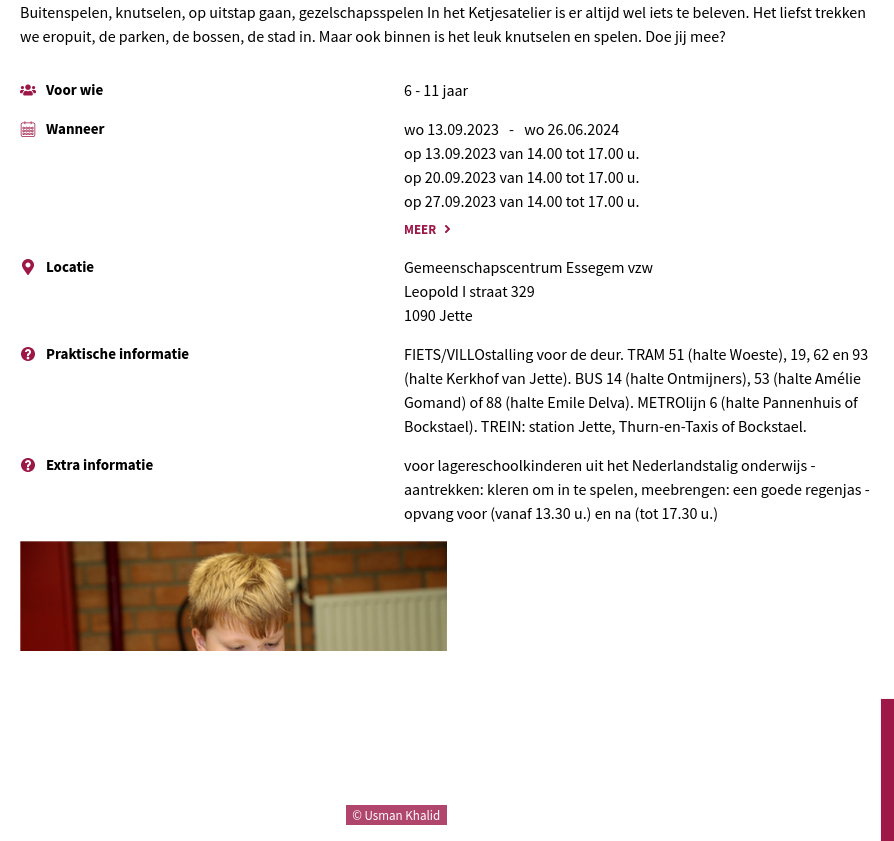 Buitenspelen, knutselen, op uitstap gaan, gezelschapsspelen In het Ketjesatelier is er altijd wel iets te beleven. Het liefst trekken
we eropuit, de parken, de bossen, de stad in. Maar ook binnen is het leuk knutselen en spelen. Doe jij mee?
Voor wie
6 - 11 jaar
Wanneer
wo 13.09.2023 - wo 26.06.2024
op 13.09.2023 van 14.00 tot 17.00 u.
op 20.09.2023 van 14.00 tot 17.00 u.
op 27.09.2023 van 14.00 tot 17.00 u.
MEER
Locatie
Gemeenschapscentrum Essegem vzw
Leopold I straat 329
1090 Jette
Praktische informatie
FIETS/VILLOstalling voor de deur. TRAM 51 (halte Woeste), 19, 62 en 93
(halte Kerkhof van Jette). BUS 14 (halte Ontmijners), 53 (halte Amélie
Gomand) of 88 (halte Emile Delva). METROlijn 6 (halte Pannenhuis of
Bockstael). TREIN: station Jette, Thurn-en-Taxis of Bockstael.
Extra informatie
voor lagereschoolkinderen uit het Nederlandstalig onderwijs -
aantrekken: kleren om in te spelen, meebrengen: een goede regenjas -
opvang voor (vanaf 13.30 u.) en na (tot 17.30 u.)
© Usman Khalid